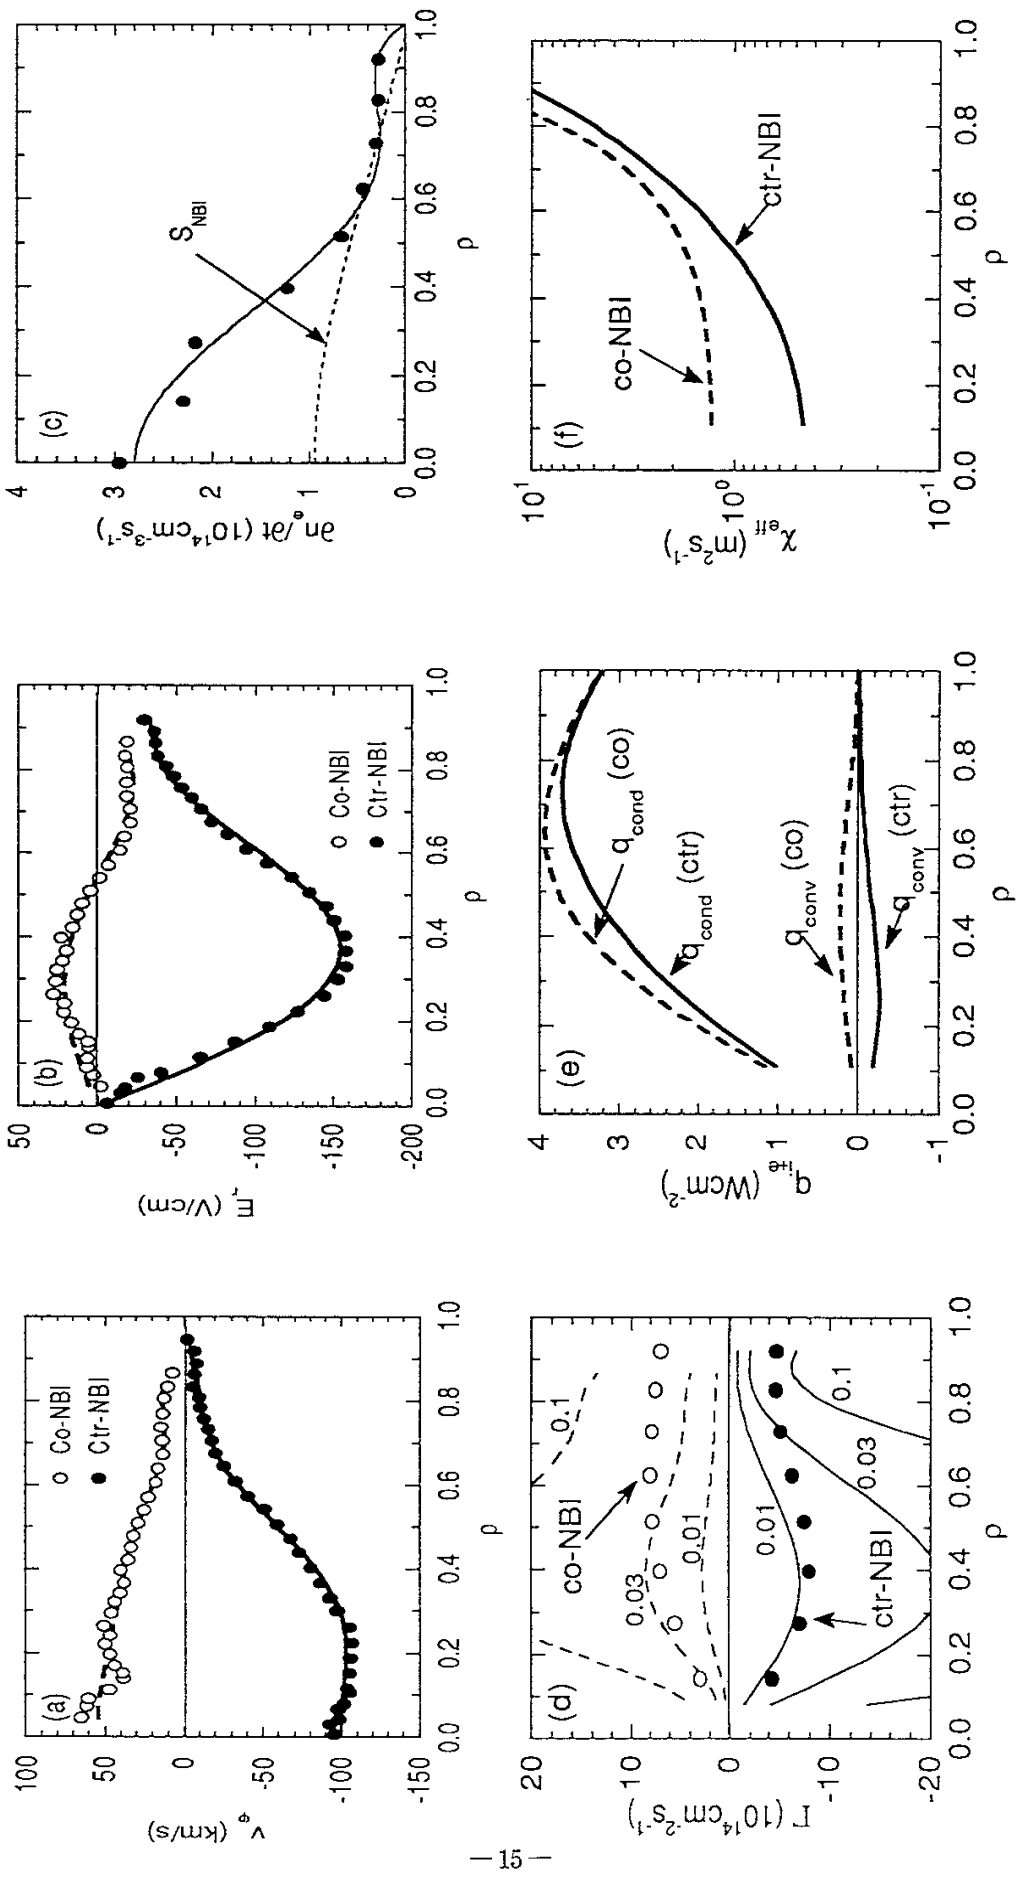 (a)
100
50
0
-50
-100
-150
v_φ (km/s)
○ Co-NBI
● Ctr-NBI
0.0 0.2 0.4 0.6 0.8 1.0
ρ
(b)
50
0
-50
-100
-150
-200
E_r (V/cm)
○ Co-NBI
● Ctr-NBI
0.0 0.2 0.4 0.6 0.8 1.0
ρ
(c)
4
3
2
1
0
∂n_e/∂t (10^14cm^-3s^-1)
S_NBI
0.0 0.2 0.4 0.6 0.8 1.0
ρ
(d)
20
10
0
-10
-20
Γ (10^14cm^-2s^-1)
co-NBI
0.1
0.03
0.01
0.01
0.03
0.1
ctr-NBI
0.0 0.2 0.4 0.6 0.8 1.0
ρ
(e)
4
3
2
1
0
-1
q_i+e (Wcm^-2)
q_cond (co)
q_cond (ctr)
q_conv (co)
q_conv (ctr)
0.0 0.2 0.4 0.6 0.8 1.0
ρ
(f)
10^1
10^0
10^-1
χ_eff (m^2s^-1)
co-NBI
ctr-NBI
0.0 0.2 0.4 0.6 0.8 1.0
ρ
—15—